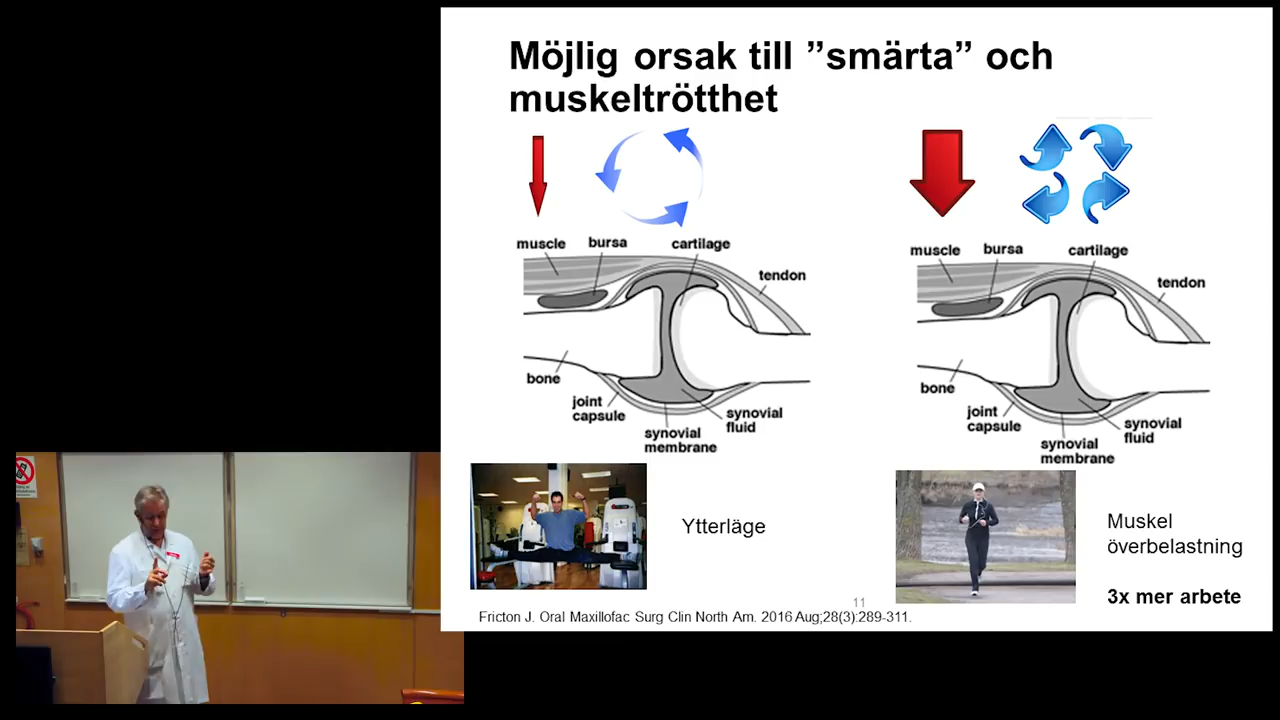 Möjlig orsak till ”smärta” och
muskeltrötthet
muscle
bursa
cartilage
tendon
bone
joint
capsule
synovial
membrane
synovial
fluid
muscle
bursa
cartilage
tendon
bone
joint
capsule
synovial
membrane
synovial
fluid
Ytterläge
Muskel
överbelastning
3x mer arbete
11
Fricton J. Oral Maxillofac Surg Clin North Am. 2016 Aug;28(3):289-311.